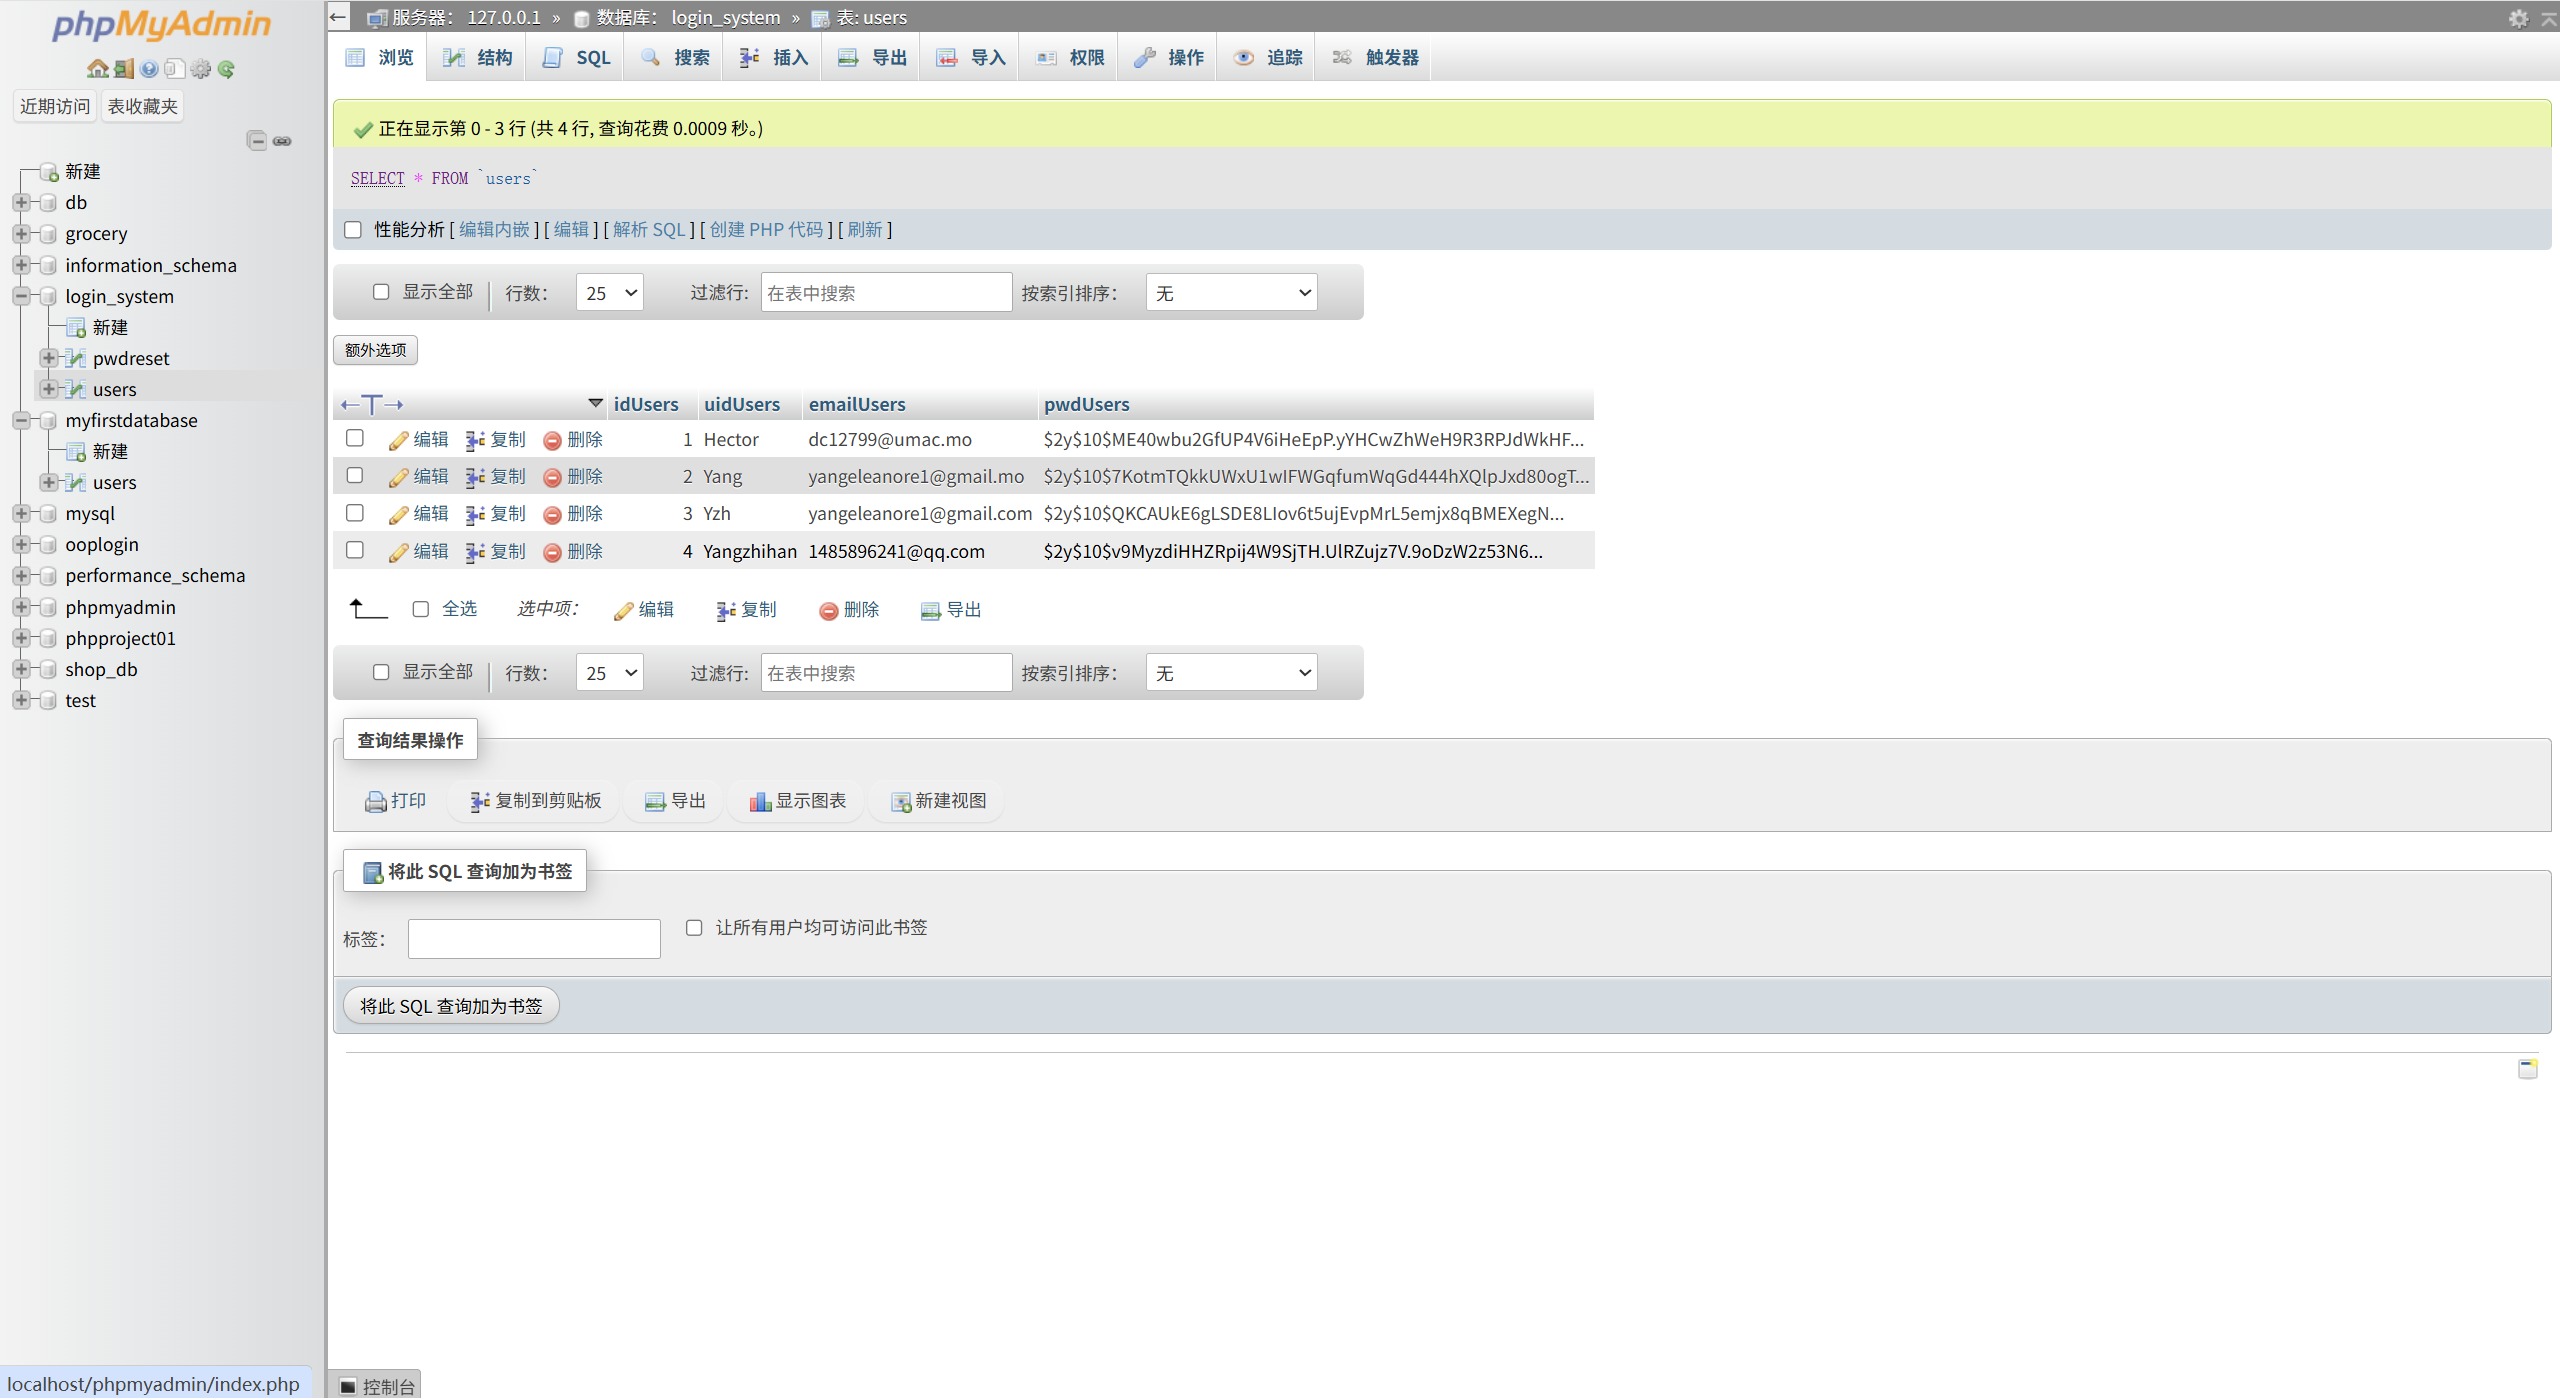 phpMyAdmin
近期访问 表收藏夹
新建
db
grocery
information_schema
login_system
新建
pwdreset
users
myfirstdatabase
新建
users
mysql
ooplogin
performance_schema
phpmyadmin
phpproject01
shop_db
test
localhost/phpmyadmin/index.php
服务器： 127.0.0.1 » 数据库： login_system » 表: users
浏览 结构 SQL 搜索 插入 导出 导入 权限 操作 追踪 触发器
正在显示第 0 - 3 行 (共 4 行, 查询花费 0.0009 秒。)
SELECT * FROM `users`
性能分析 [ 编辑内嵌 ] [ 编辑 ] [ 解析 SQL ] [ 创建 PHP 代码 ] [ 刷新 ]
显示全部 行数： 25 过滤行: 在表中搜索 按索引排序： 无
额外选项
←T→ idUsers uidUsers emailUsers pwdUsers
编辑 复制 删除 1 Hector dc12799@umac.mo $2y$10$ME40wbu2GfUP4V6iHeEpP.yYHCwZhWeH9R3RPJdWkHF...
编辑 复制 删除 2 Yang yangeleanore1@gmail.mo $2y$10$7KotmTQkkUWxU1wIFWGqfumWqGd444hXQlpJxd80ogT...
编辑 复制 删除 3 Yzh yangeleanore1@gmail.com $2y$10$QKCAUkE6gLSDE8LIov6t5ujEvpMrL5emjx8qBMEXegN...
编辑 复制 删除 4 Yangzhihan 1485896241@qq.com $2y$10$v9MyzdiHHZRpij4W9SjTH.UlRZujz7V.9oDzW2z53N6...
全选 选中项： 编辑 复制 删除 导出
显示全部 行数： 25 过滤行: 在表中搜索 按索引排序： 无
查询结果操作
打印 复制到剪贴板 导出 显示图表 新建视图
将此 SQL 查询加为书签
标签： 让所有用户均可访问此书签
将此 SQL 查询加为书签
控制台